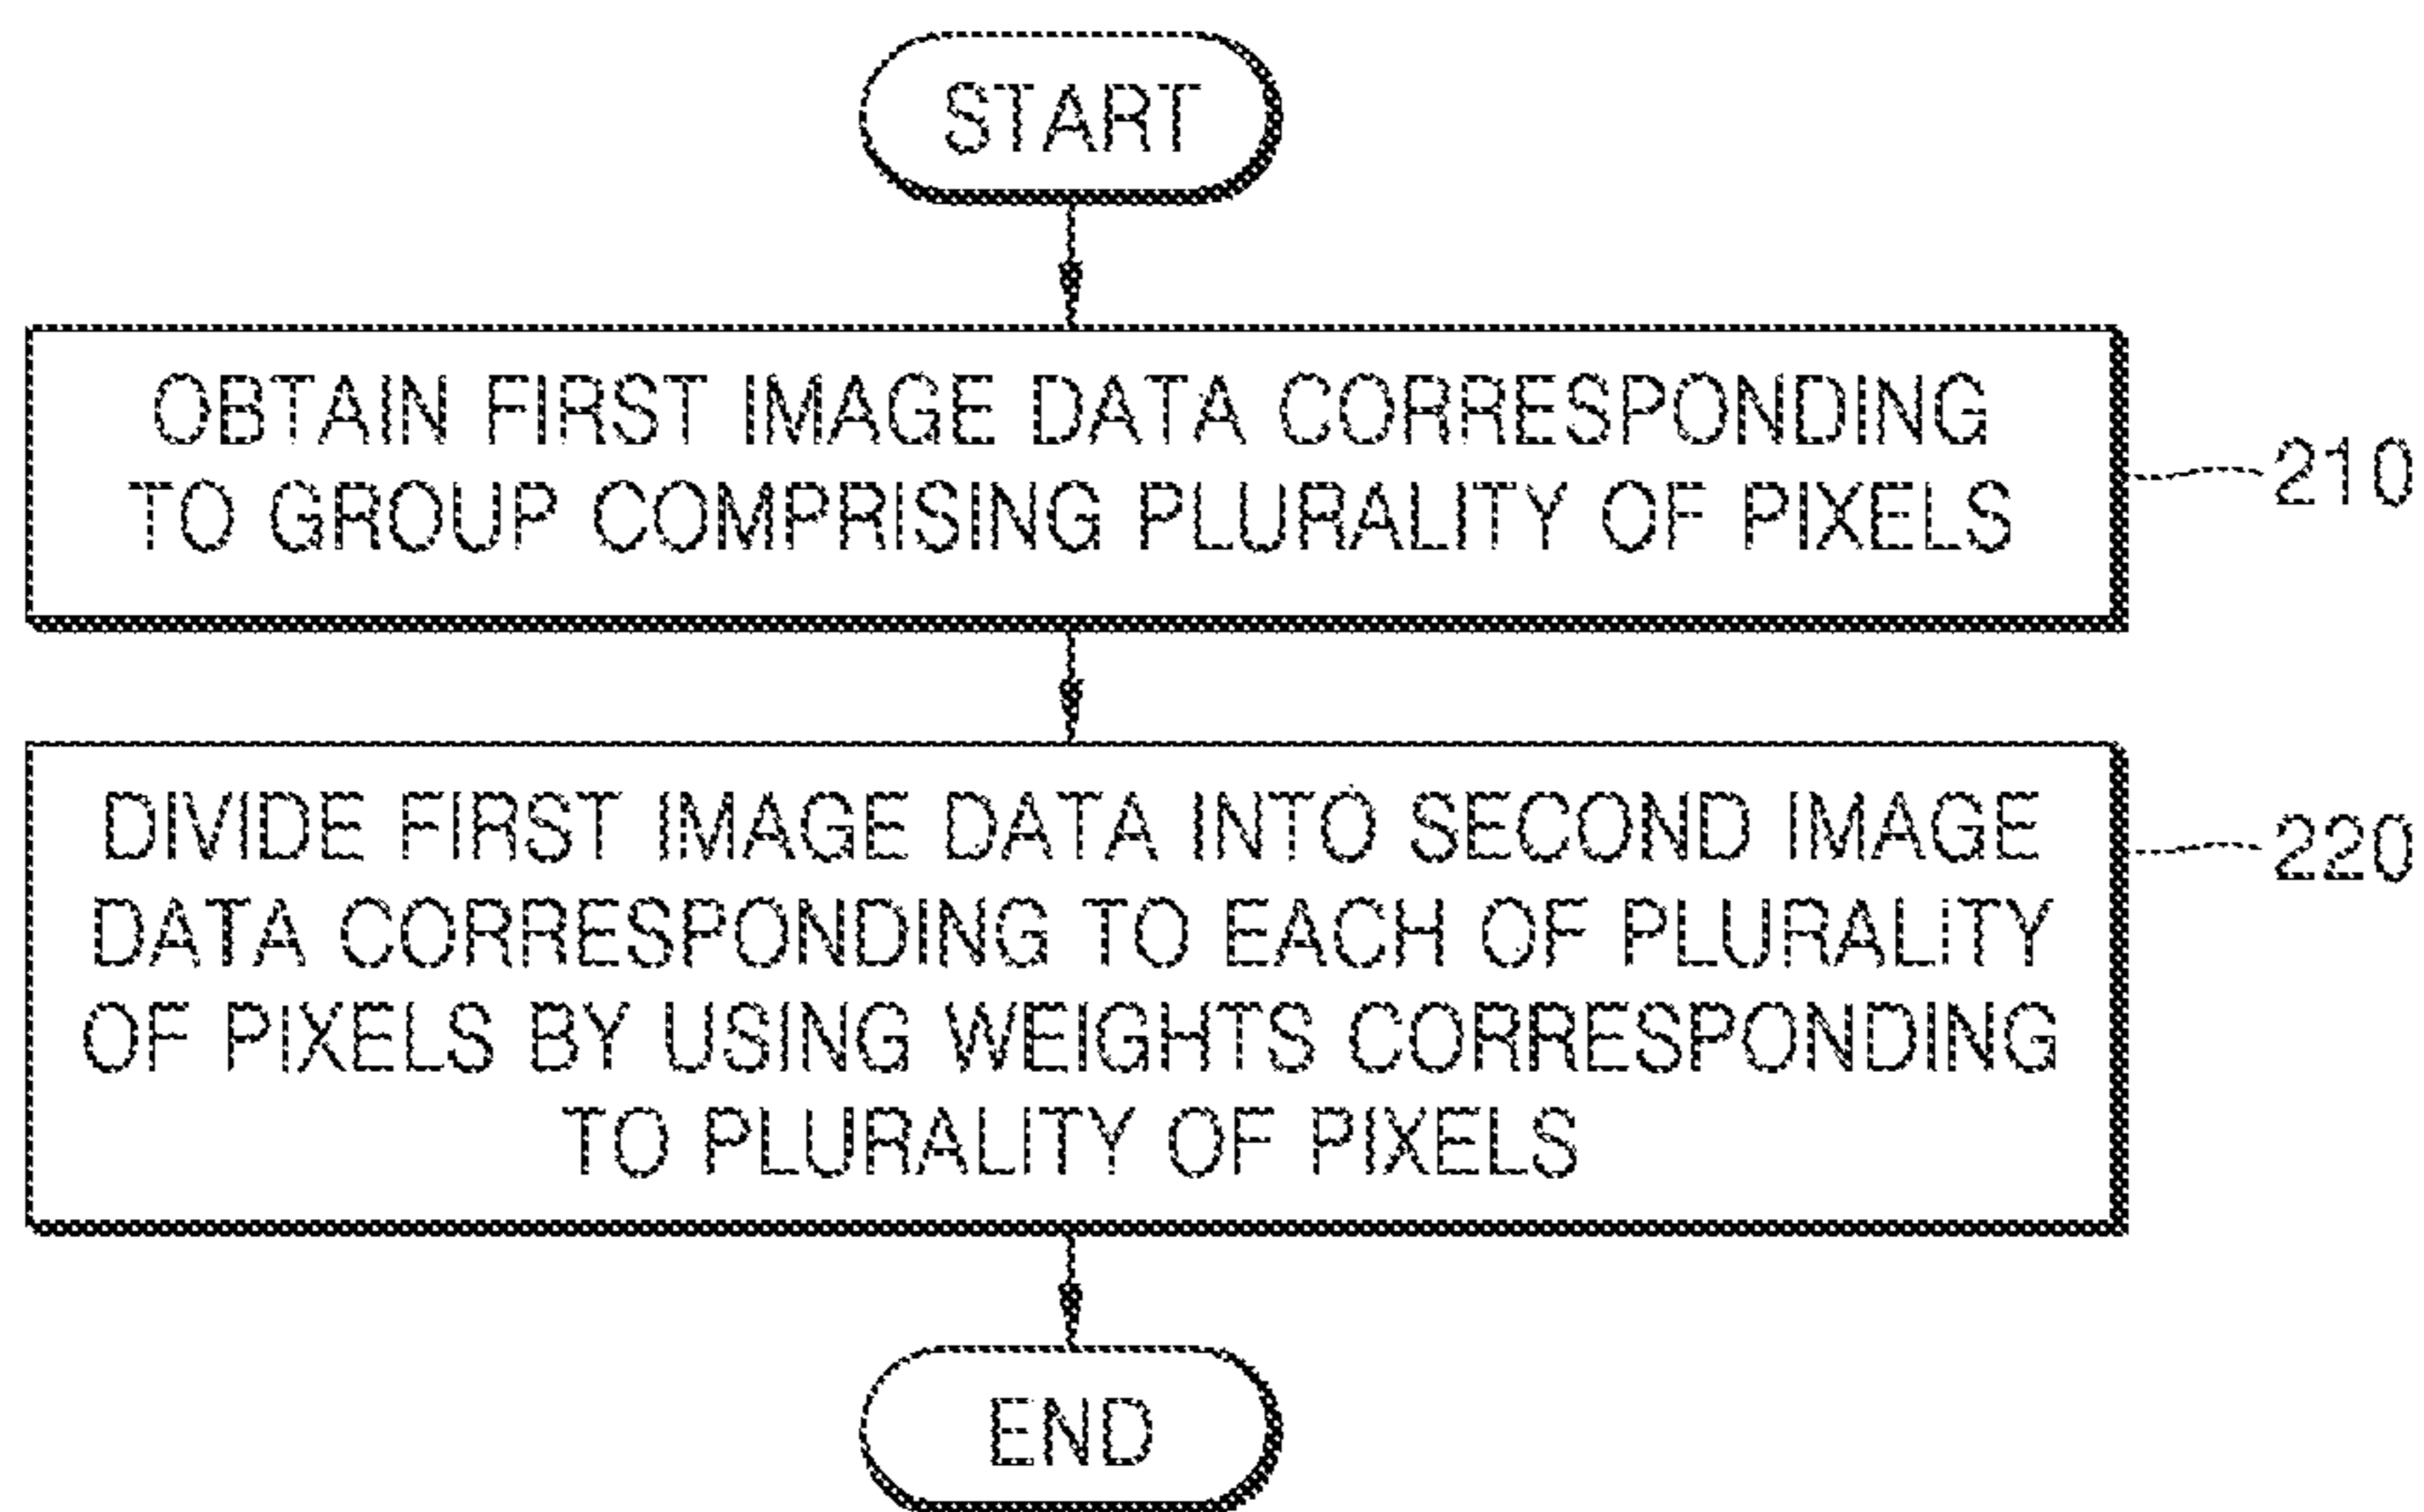 START
OBTAIN FIRST IMAGE DATA CORRESPONDING
TO GROUP COMPRISING PLURALITY OF PIXELS
210
DIVIDE FIRST IMAGE DATA INTO SECOND IMAGE
DATA CORRESPONDING TO EACH OF PLURALITY
OF PIXELS BY USING WEIGHTS CORRESPONDING
TO PLURALITY OF PIXELS
220
END